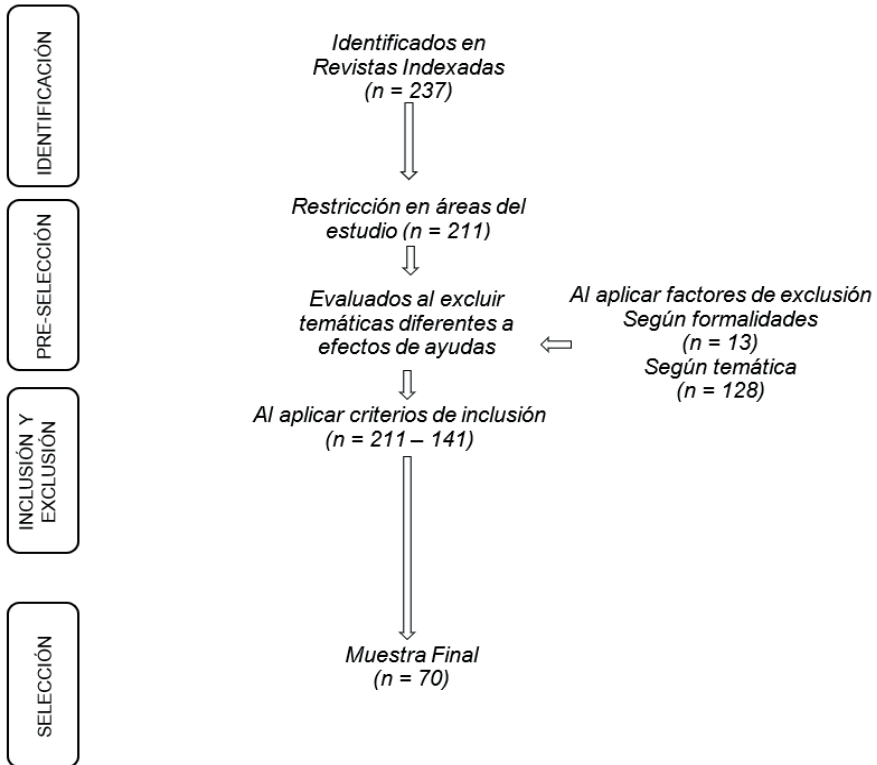 IDENTIFICACIÓN
Identificados en
Revistas Indexadas
(n = 237)
PRE-SELECCIÓN
Restricción en áreas del
estudio (n = 211)
Evaluados al excluir
temáticas diferentes a
efectos de ayudas
Al aplicar factores de exclusión
Según formalidades
(n = 13)
Según temática
(n = 128)
INCLUSIÓN Y
EXCLUSIÓN
Al aplicar criterios de inclusión
(n = 211 – 141)
SELECCIÓN
Muestra Final
(n = 70)